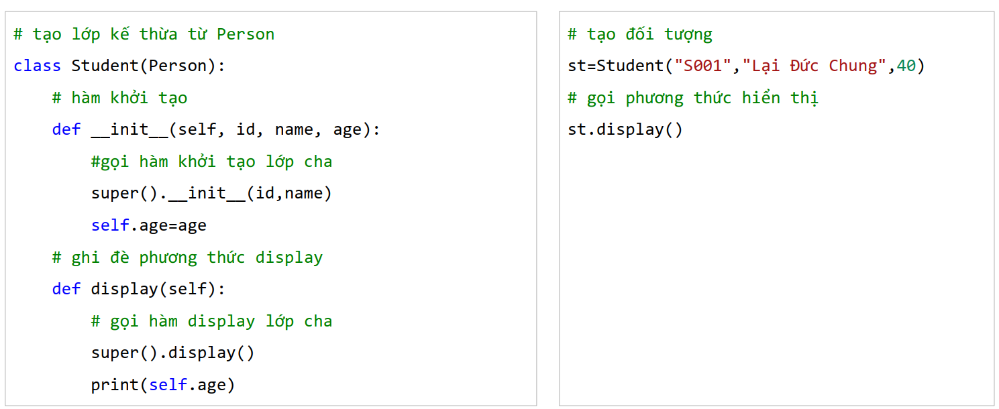 # tạo lớp kế thừa từ Person
class Student(Person):
    # hàm khởi tạo
    def __init__(self, id, name, age):
        #gọi hàm khởi tạo lớp cha
        super().__init__(id,name)
        self.age=age
    # ghi đè phương thức display
    def display(self):
        # gọi hàm display lớp cha
        super().display()
        print(self.age)
# tạo đối tượng
st=Student("S001","Lại Đức Chung",40)
# gọi phương thức hiển thị
st.display()